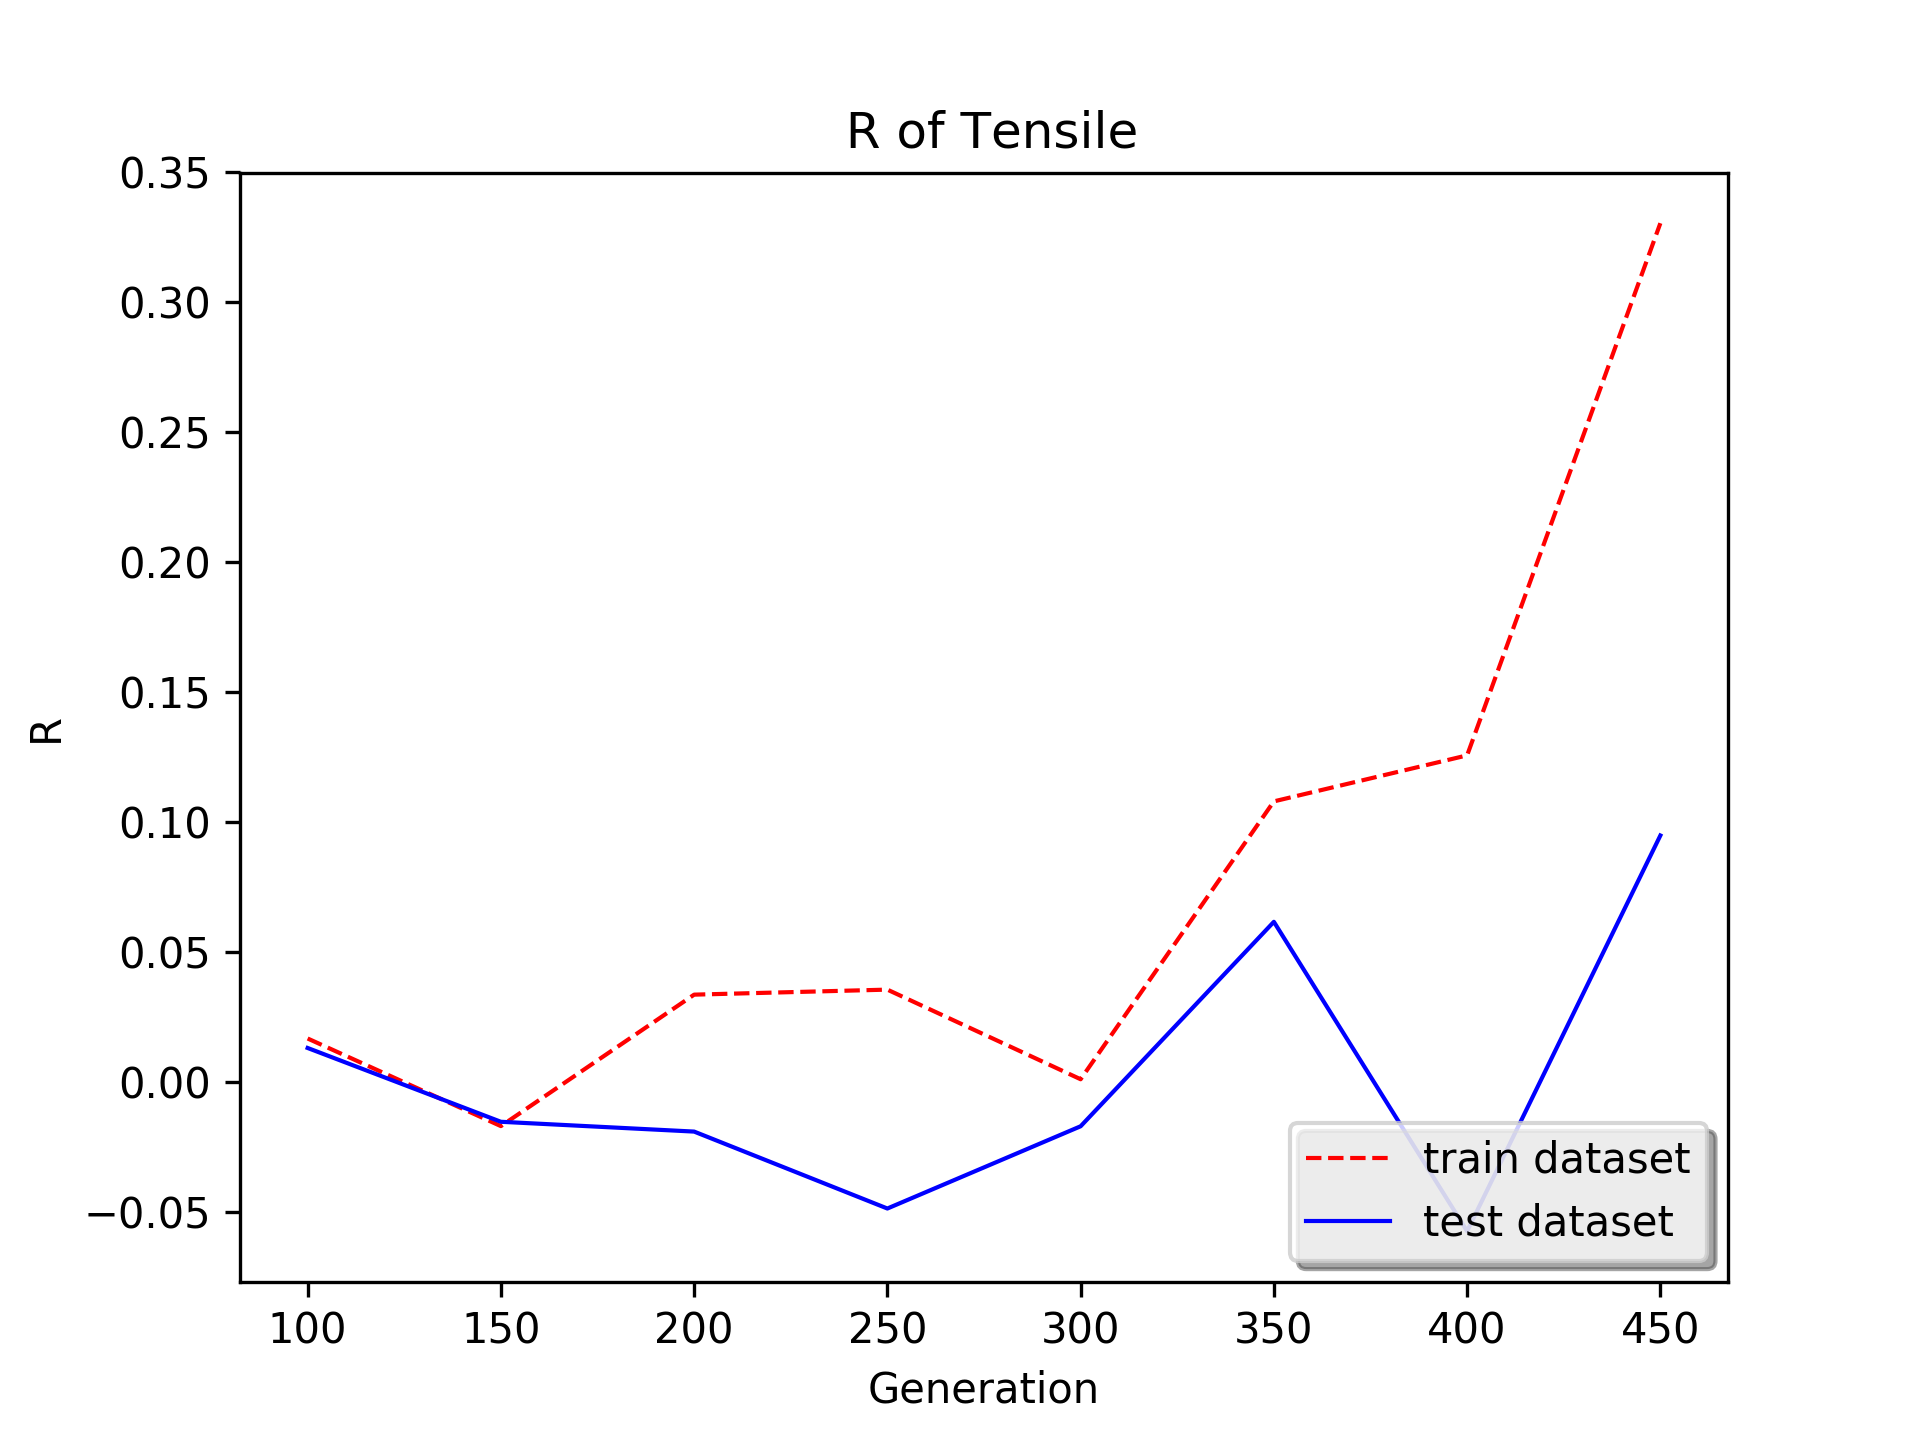 R of Tensile
0.35
0.30
0.25
0.20
0.15
0.10
0.05
0.00
−0.05
R
100 150 200 250 300 350 400 450
Generation
train dataset
test dataset